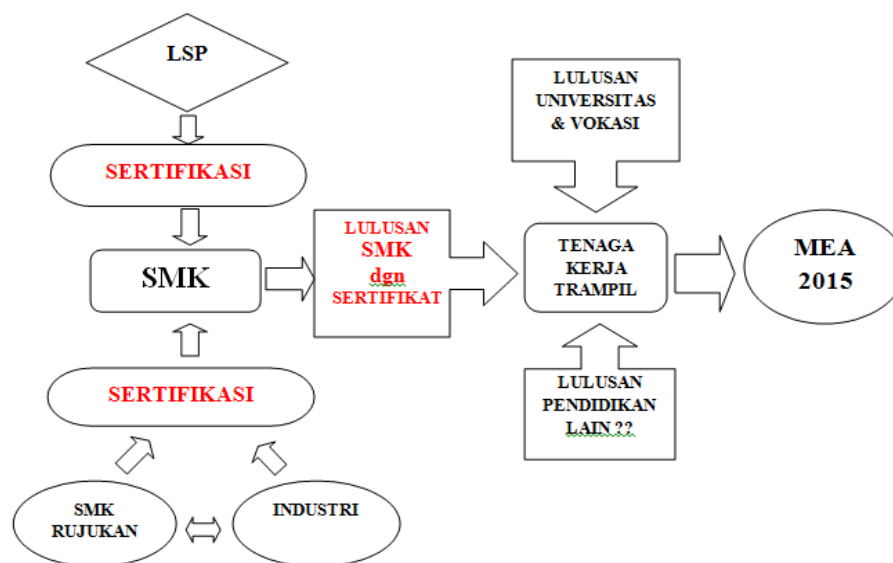 LSP
SERTIFIKASI
SMK
SERTIFIKASI
SMK
RUJUKAN
INDUSTRI
LULUSAN
SMK
dgn
SERTIFIKAT
LULUSAN
UNIVERSITAS
& VOKASI
TENAGA
KERJA
TRAMPIL
LULUSAN
PENDIDIKAN
LAIN ??
MEA
2015